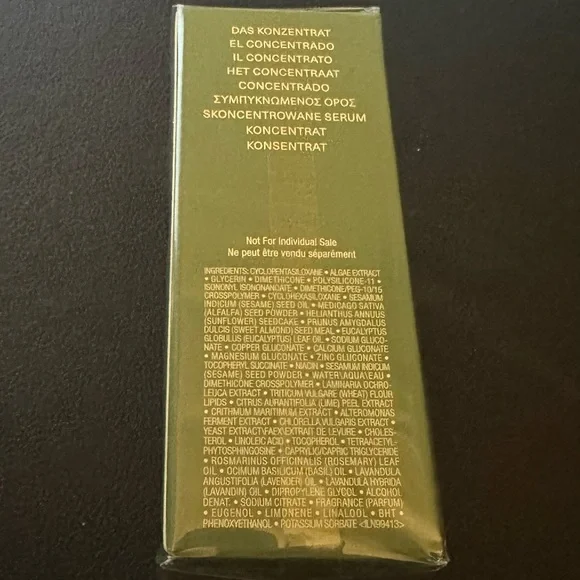 DAS KONZENTRAT
EL CONCENTRADO
IL CONCENTRATO
HET CONCENTRAAT
CONCENTRADO
ΣΥΜΠΥΚΝΩΜΕΝΟΣ ΟΡΟΣ
SKONCENTROWANE SERUM
KONCENTRAT
KONSENTRAT
Not For Individual Sale
Ne peut être vendu séparément
INGREDIENTS: CYCLOPENTASILOXANE • ALGAE EXTRACT
• GLYCERIN • DIMETHICONE • POLYSILICONE-11 •
ISONONYL ISONONANOATE • DIMETHICONE/PEG-10/15
CROSSPOLYMER • CYCLOHEXASILOXANE • SESAMUM
INDICUM (SESAME) SEED OIL • MEDICAGO SATIVA
(ALFALFA) SEED POWDER • HELIANTHUS ANNUUS
(SUNFLOWER) SEEDCAKE • PRUNUS AMYGDALUS
DULCIS (SWEET ALMOND) SEED MEAL • EUCALYPTUS
GLOBULUS (EUCALYPTUS) LEAF OIL • SODIUM GLUCO-
NATE • COPPER GLUCONATE • CALCIUM GLUCONATE
• MAGNESIUM GLUCONATE • ZINC GLUCONATE •
TOCOPHERYL SUCCINATE • NIACIN • SESAMUM INDICUM
(SESAME) SEED POWDER • WATER\AQUA\EAU •
DIMETHICONE CROSSPOLYMER • LAMINARIA OCHRO-
LEUCA EXTRACT • TRITICUM VULGARE (WHEAT) FLOUR
LIPIDS • CITRUS AURANTIFOLIA (LIME) PEEL EXTRACT
• CRITHMUM MARITIMUM EXTRACT • ALTEROMONAS
FERMENT EXTRACT • CHLORELLA VULGARIS EXTRACT •
YEAST EXTRACT\FAEX\EXTRAIT DE LEVURE • CHOLES-
TEROL • LINOLEIC ACID • TOCOPHEROL • TETRAACETYL-
PHYTOSPHINGOSINE • CAPRYLIC/CAPRIC TRIGLYCERIDE
• ROSMARINUS OFFICINALIS (ROSEMARY) LEAF
OIL • OCIMUM BASILICUM (BASIL) OIL • LAVANDULA
ANGUSTIFOLIA (LAVENDER) OIL • LAVANDULA HYBRIDA
(LAVANDIN) OIL • DIPROPYLENE GLYCOL • ALCOHOL
DENAT. • SODIUM CITRATE • FRAGRANCE (PARFUM)
• EUGENOL • LIMONENE • LINALOOL • BHT •
PHENOXYETHANOL • POTASSIUM SORBATE <ILN99413>